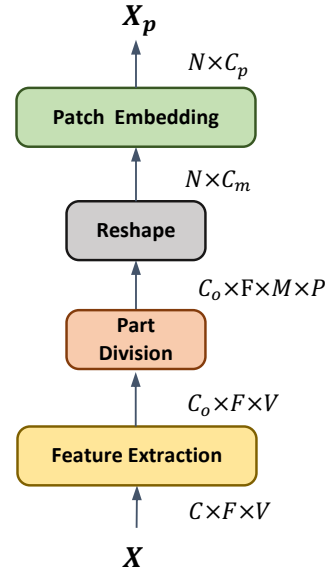 X_p
N×C_p
Patch Embedding
N×C_m
Reshape
C_o×F×M×P
Part
Division
C_o×F×V
Feature Extraction
C×F×V
X